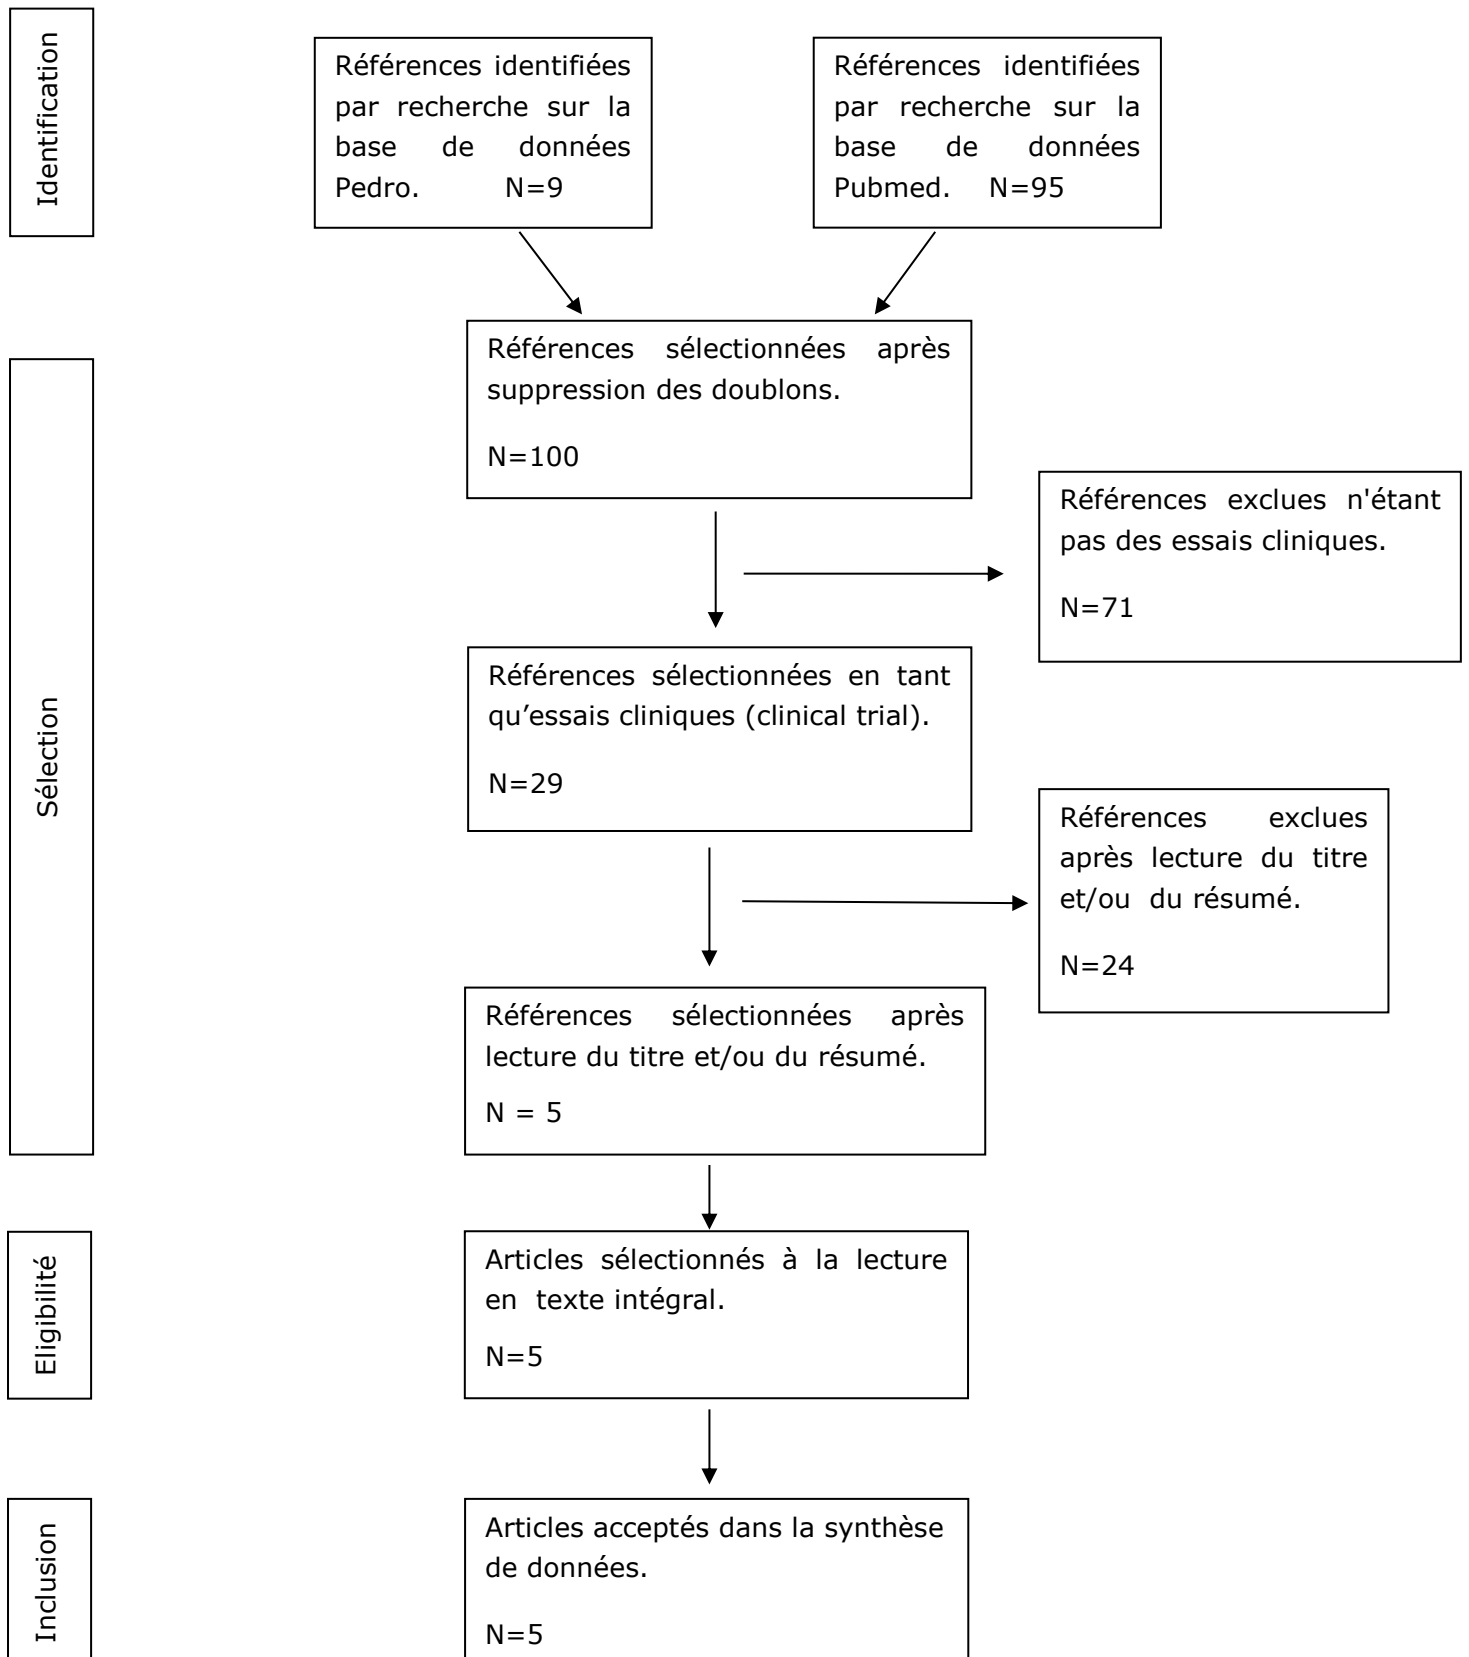 Identification
Références identifiées
par recherche sur la
base de données
Pedro. N=9
Références identifiées
par recherche sur la
base de données
Pubmed. N=95
Sélection
Références sélectionnées après
suppression des doublons.
N=100
Références exclues n'étant
pas des essais cliniques.
N=71
Références sélectionnées en tant
qu’essais cliniques (clinical trial).
N=29
Références exclues
après lecture du titre
et/ou du résumé.
N=24
Références sélectionnées après
lecture du titre et/ou du résumé.
N = 5
Eligibilité
Articles sélectionnés à la lecture
en texte intégral.
N=5
Inclusion
Articles acceptés dans la synthèse
de données.
N=5